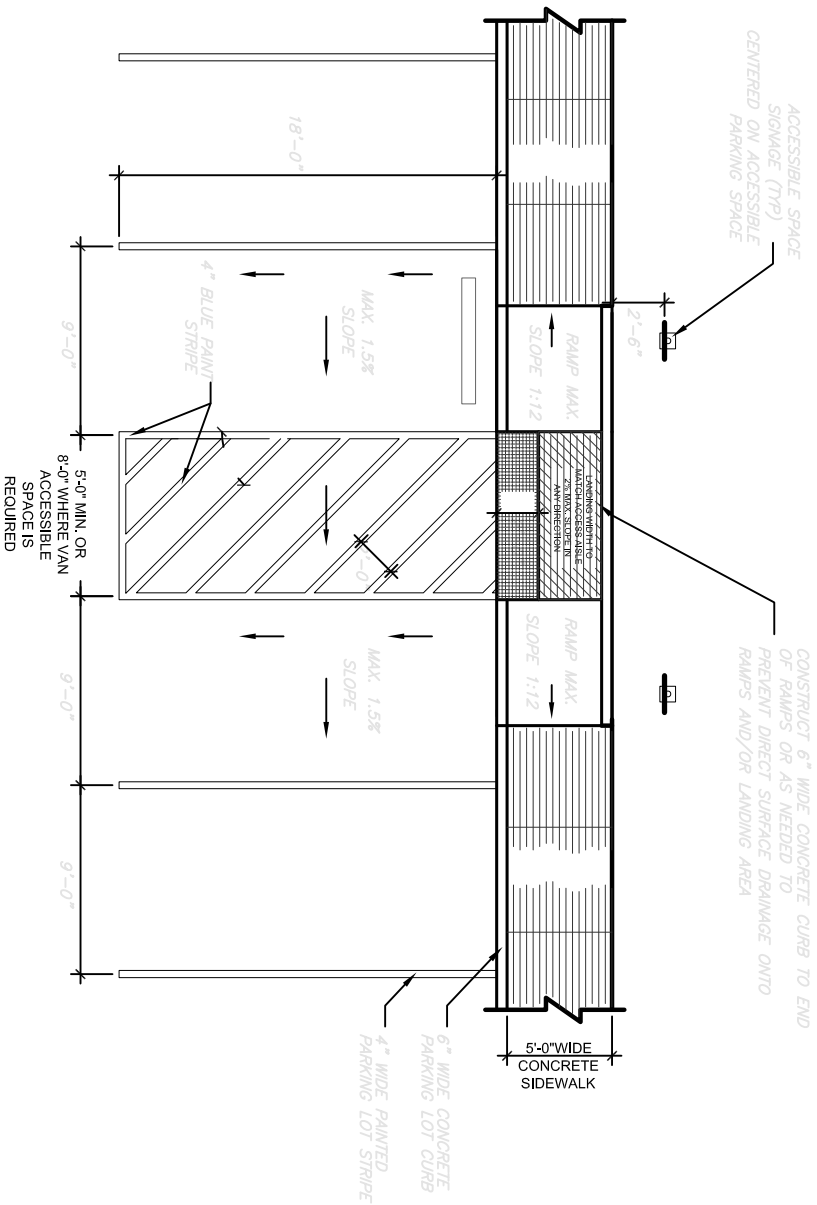 ACCESSIBLE SPACE
SIGNAGE (TYP)
CENTERED ON ACCESSIBLE
PARKING SPACE
CONSTRUCT 6" WIDE CONCRETE CURB TO END
OF RAMPS OR AS NEEDED TO
PREVENT DIRECT SURFACE DRAINAGE ONTO
RAMPS AND/OR LANDING AREA
2'-6"
18'-0"
RAMP MAX.
SLOPE 1:12
LANDING WIDTH TO
MATCH ACCESS AISLE
2% MAX. SLOPE IN
ANY DIRECTION
RAMP MAX.
SLOPE 1:12
5'-0"WIDE
CONCRETE
SIDEWALK
MAX. 1.5%
SLOPE
MAX. 1.5%
SLOPE
4" BLUE PAINT
STRIPE
6" WIDE CONCRETE
PARKING LOT CURB
4" WIDE PAINTED
PARKING LOT STRIPE
9'-0"
5'-0" MIN. OR
8'-0" WHERE VAN
ACCESSIBLE
SPACE IS
REQUIRED
9'-0"
9'-0"